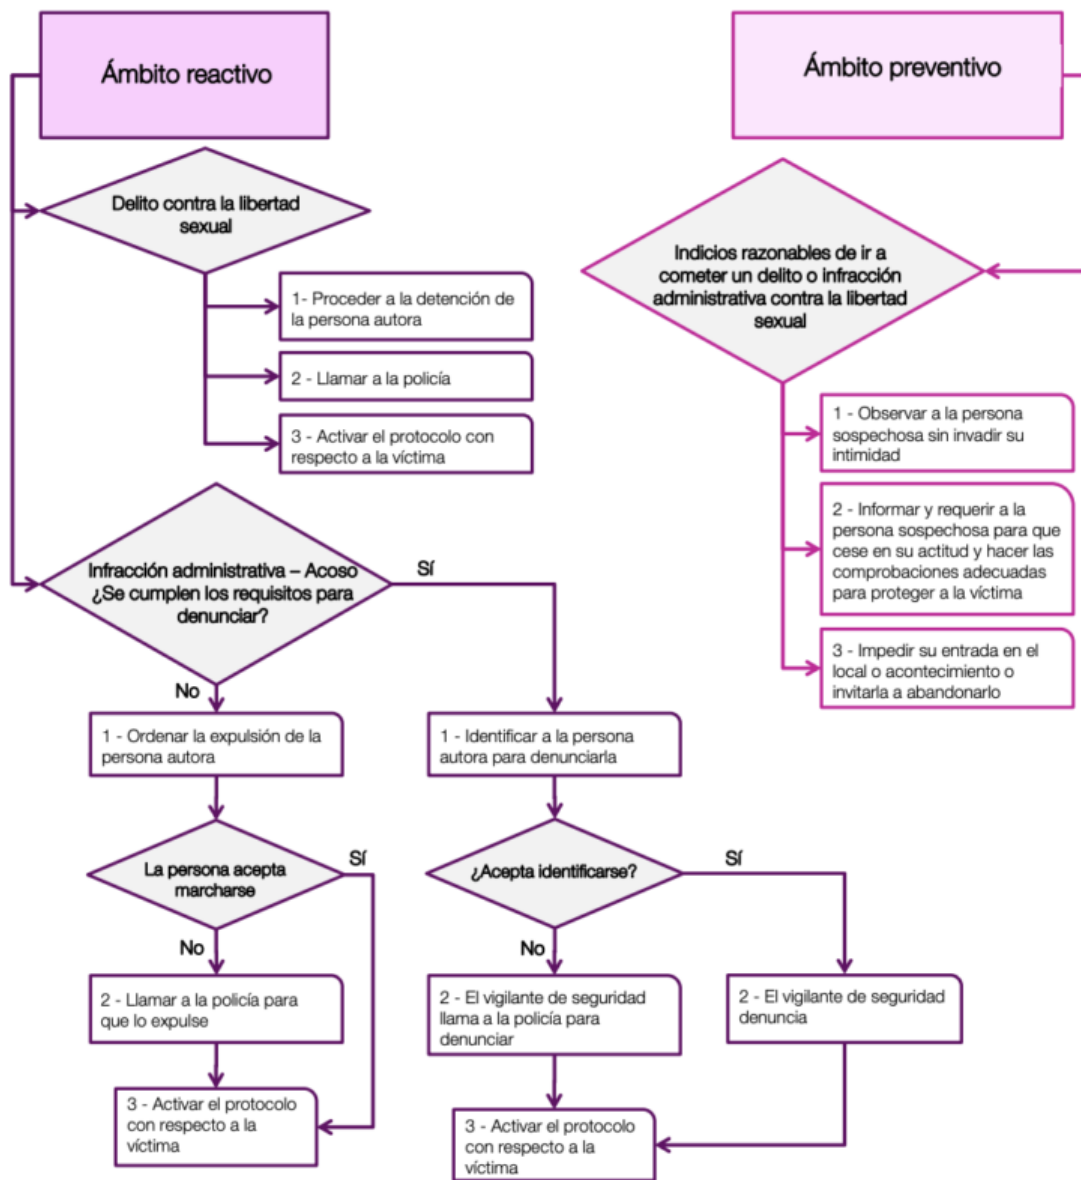 Ámbito reactivo
Delito contra la libertad
sexual
1- Proceder a la detención de
la persona autora
2 - Llamar a la policía
3 - Activar el protocolo con
respecto a la víctima
Infracción administrativa – Acoso
¿Se cumplen los requisitos para
denunciar?
Sí
No
1 - Ordenar la expulsión de la
persona autora
La persona acepta
marcharse
Sí
No
2 - Llamar a la policía para
que lo expulse
3 - Activar el protocolo
con respecto a la
víctima
1 - Identificar a la persona
autora para denunciarla
¿Acepta identificarse?
Sí
No
2 - El vigilante de seguridad
llama a la policía para
denunciar
2 - El vigilante de seguridad
denuncia
3 - Activar el protocolo
con respecto a la
víctima
Ámbito preventivo
Indicios razonables de ir a
cometer un delito o infracción
administrativa contra la libertad
sexual
1 - Observar a la persona
sospechosa sin invadir su
intimidad
2 - Informar y requerir a la
persona sospechosa para que
cese en su actitud y hacer las
comprobaciones adecuadas
para proteger a la víctima
3 - Impedir su entrada en el
local o acontecimiento o
invitarla a abandonarlo